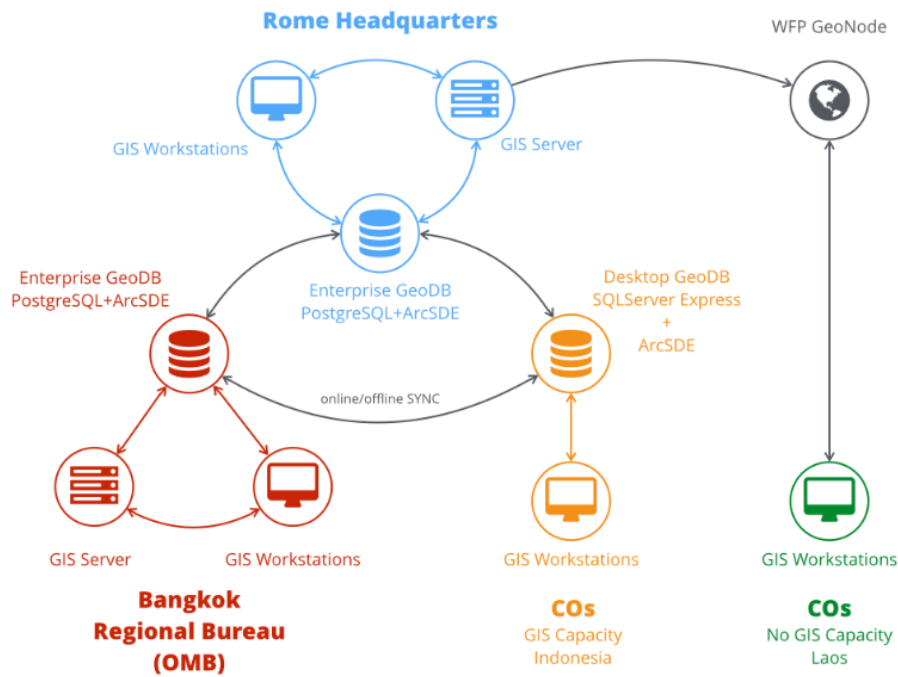 Rome Headquarters
WFP GeoNode
GIS Workstations
GIS Server
Enterprise GeoDB
PostgreSQL+ArcSDE
Enterprise GeoDB
PostgreSQL+ArcSDE
Desktop GeoDB
SQLServer Express
+
ArcSDE
online/offline SYNC
GIS Server
GIS Workstations
GIS Workstations
GIS Workstations
Bangkok
Regional Bureau
(OMB)
COs
GIS Capacity
Indonesia
COs
No GIS Capacity
Laos